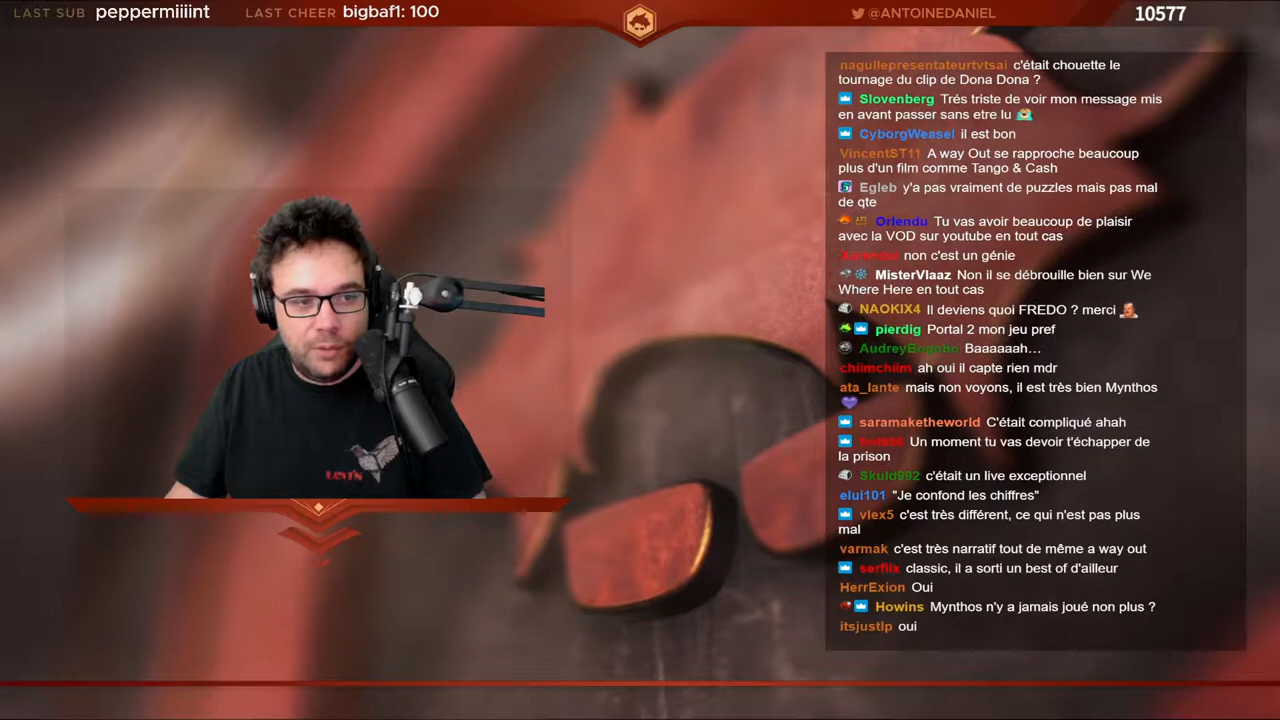 LAST SUB peppermiiiint LAST CHEER bigbaf1: 100 @ANTOINEDANIEL 10577
nagullepresentateurtvtsai c'était chouette le
tournage du clip de Dona Dona ?
Slovenberg Trés triste de voir mon message mis
en avant passer sans etre lu
CyborgWeasel il est bon
VincentST11 A way Out se rapproche beaucoup
plus d'un film comme Tango & Cash
Egleb y'a pas vraiment de puzzles mais pas mal
de qte
Orlendu Tu vas avoir beaucoup de plaisir
avec la VOD sur youtube en tout cas
non c'est un génie
MisterVlaaz Non il se débrouille bien sur We
Where Here en tout cas
NAOKIX4 Il deviens quoi FREDO ? merci
pierdig Portal 2 mon jeu pref
Baaaaaah...
chiimchiim ah oui il capte rien mdr
ata_lante mais non voyons, il est très bien Mynthos
saramaketheworld C'était compliqué ahah
Un moment tu vas devoir t'échapper de
la prison
Skuld992 c'était un live exceptionnel
elui101 "Je confond les chiffres"
vlex5 c'est très différent, ce qui n'est pas plus
mal
varmak c'est très narratif tout de même a way out
serflix classic, il a sorti un best of d'ailleur
HerrExion Oui
Howins Mynthos n'y a jamais joué non plus ?
itsjustlp oui
Levi's